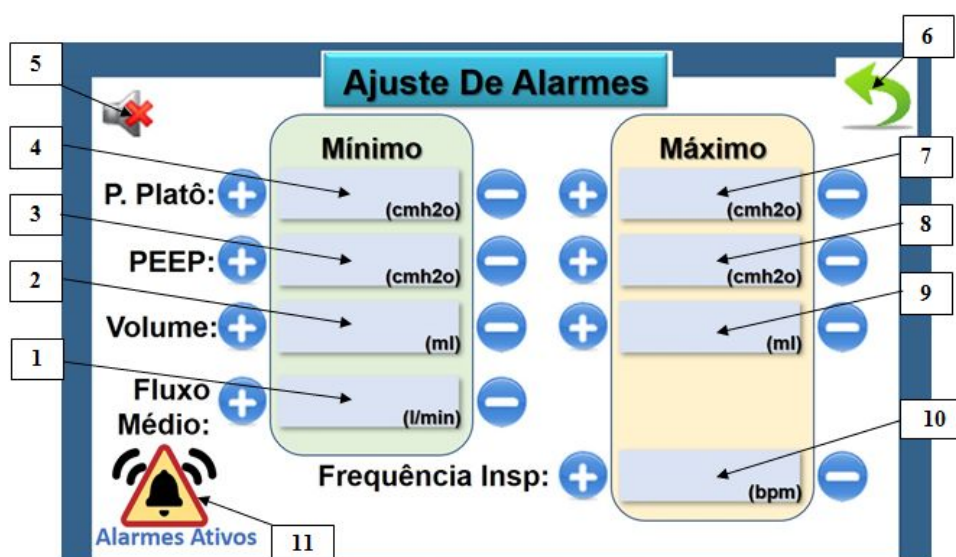 6
5
Ajuste De Alarmes
4
Mínimo
Máximo
7
P. Platô:
(cmh2o)
(cmh2o)
3
8
PEEP:
(cmh2o)
(cmh2o)
2
9
Volume:
(ml)
(ml)
1
Fluxo
Médio:
(l/min)
10
Frequência Insp:
(bpm)
Alarmes Ativos
11